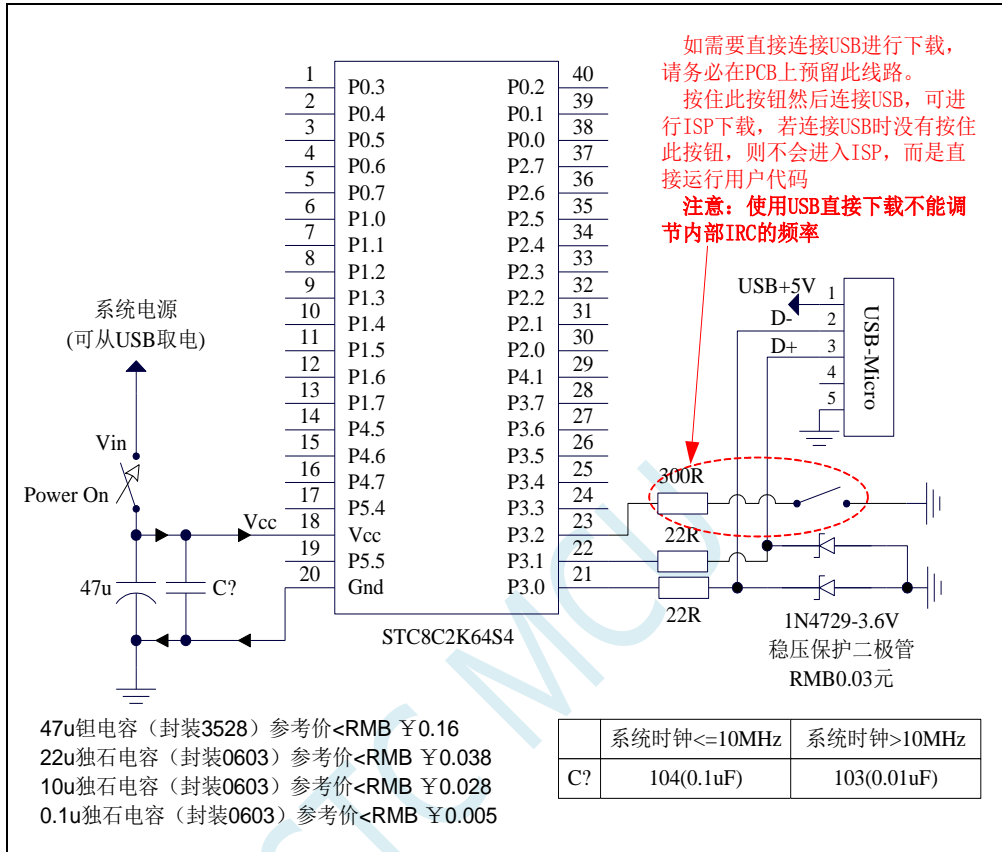 如需要直接连接USB进行下载,
请务必在PCB上预留此线路。
按住此按钮然后连接USB，可进
行ISP下载，若连接USB时没有按住
此按钮，则不会进入ISP，而是直
接运行用户代码
注意：使用USB直接下载不能调
节内部IRC的频率
1 P0.3 P0.2 40
2 P0.4 P0.1 39
3 P0.5 P0.0 38
4 P0.6 P2.7 37
5 P0.7 P2.6 36
6 P1.0 P2.5 35
7 P1.1 P2.4 34
8 P1.2 P2.3 33
9 P1.3 P2.2 32
10 P1.4 P2.1 31
11 P1.5 P2.0 30
12 P1.6 P4.1 29
13 P1.7 P3.7 28
14 P4.5 P3.6 27
15 P4.6 P3.5 26
16 P4.7 P3.4 25
17 P5.4 P3.3 24
18 Vcc P3.2 23
19 P5.5 P3.1 22
20 Gnd P3.0 21
STC8C2K64S4
系统电源
(可从USB取电)
Vin
Power On
Vcc
47u
C?
USB+5V 1
D- 2
D+ 3
4
5
USB-Micro
300R
22R
22R
1N4729-3.6V
稳压保护二极管
RMB0.03元
47u钽电容（封装3528）参考价<RMB ￥0.16
22u独石电容（封装0603）参考价<RMB ￥0.038
10u独石电容（封装0603）参考价<RMB ￥0.028
0.1u独石电容（封装0603）参考价<RMB ￥0.005
系统时钟<=10MHz 系统时钟>10MHz
C? 104(0.1uF) 103(0.01uF)
STC MCU